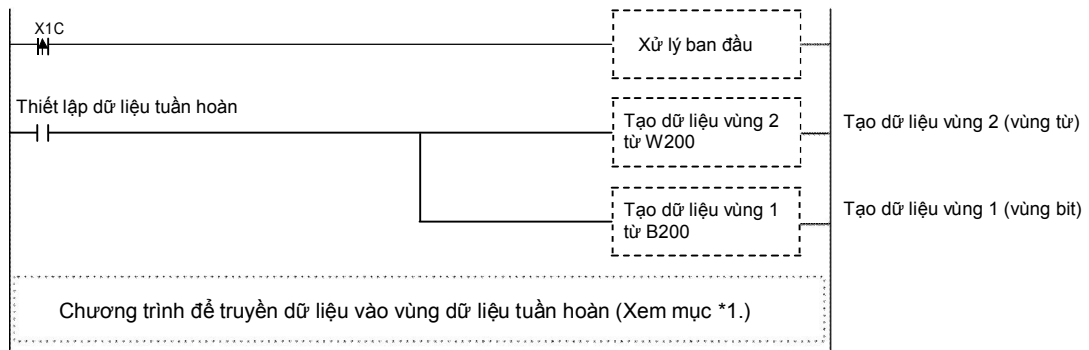 X1C
Xử lý ban đầu
Thiết lập dữ liệu tuần hoàn
Tạo dữ liệu vùng 2
từ W200
Tạo dữ liệu vùng 2 (vùng từ)
Tạo dữ liệu vùng 1
từ B200
Tạo dữ liệu vùng 1 (vùng bit)
Chương trình để truyền dữ liệu vào vùng dữ liệu tuần hoàn (Xem mục *1.)